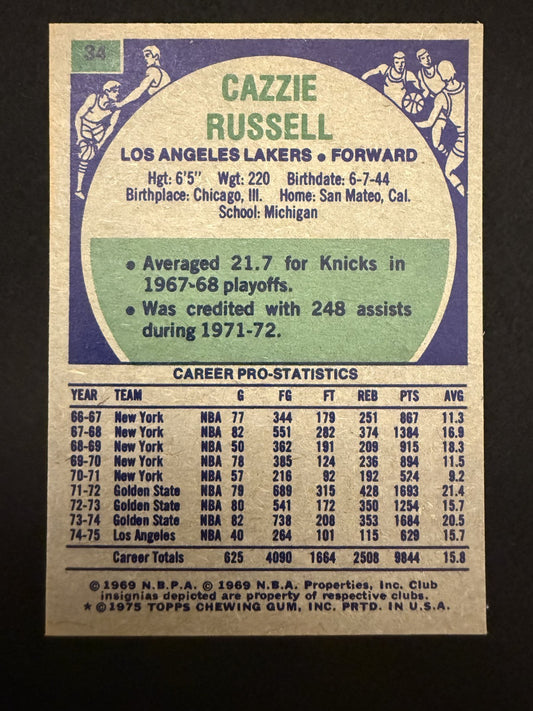 34
CAZZIE
RUSSELL
LOS ANGELES LAKERS • FORWARD
Hgt: 6'5" Wgt: 220 Birthdate: 6-7-44
Birthplace: Chicago, Ill. Home: San Mateo, Cal.
School: Michigan
• Averaged 21.7 for Knicks in
1967-68 playoffs.
• Was credited with 248 assists
during 1971-72.
CAREER PRO-STATISTICS
YEAR TEAM G FG FT REB PTS AVG
66-67 New York NBA 77 344 179 251 867 11.3
67-68 New York NBA 82 551 282 374 1384 16.9
68-69 New York NBA 50 362 191 209 915 18.3
69-70 New York NBA 78 385 124 236 894 11.5
70-71 New York NBA 57 216 92 192 524 9.2
71-72 Golden State NBA 79 689 315 428 1693 21.4
72-73 Golden State NBA 80 541 172 350 1254 15.7
73-74 Golden State NBA 82 738 208 353 1684 20.5
74-75 Los Angeles NBA 40 264 101 115 629 15.7
Career Totals 625 4090 1664 2508 9844 15.8
© 1969 N.B.P.A. © 1969 N.B.A. Properties, Inc. Club
insignias depicted are property of respective clubs.
* © 1975 TOPPS CHEWING GUM, INC. PRTD. IN U.S.A.